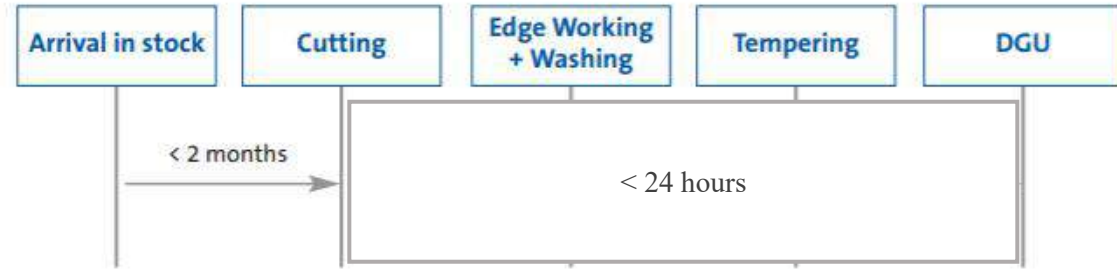 Arrival in stock
Cutting
Edge Working
+ Washing
Tempering
DGU
< 2 months
< 24 hours